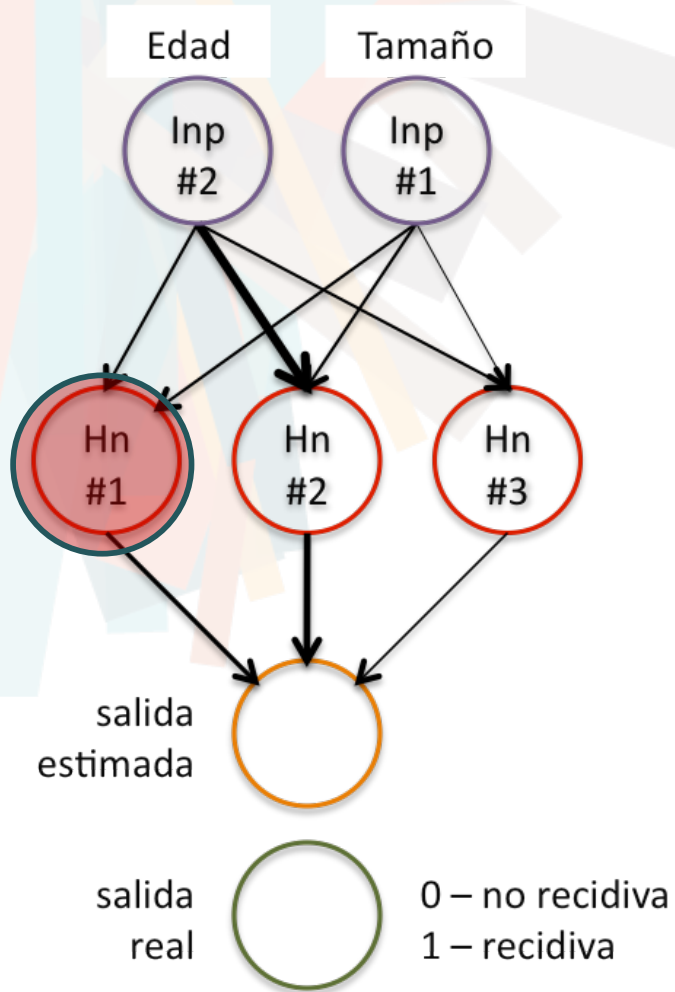 Edad
Tamaño
Inp
#2
Inp
#1
Hn
#1
Hn
#2
Hn
#3
salida
estimada
salida
real
0 – no recidiva
1 – recidiva